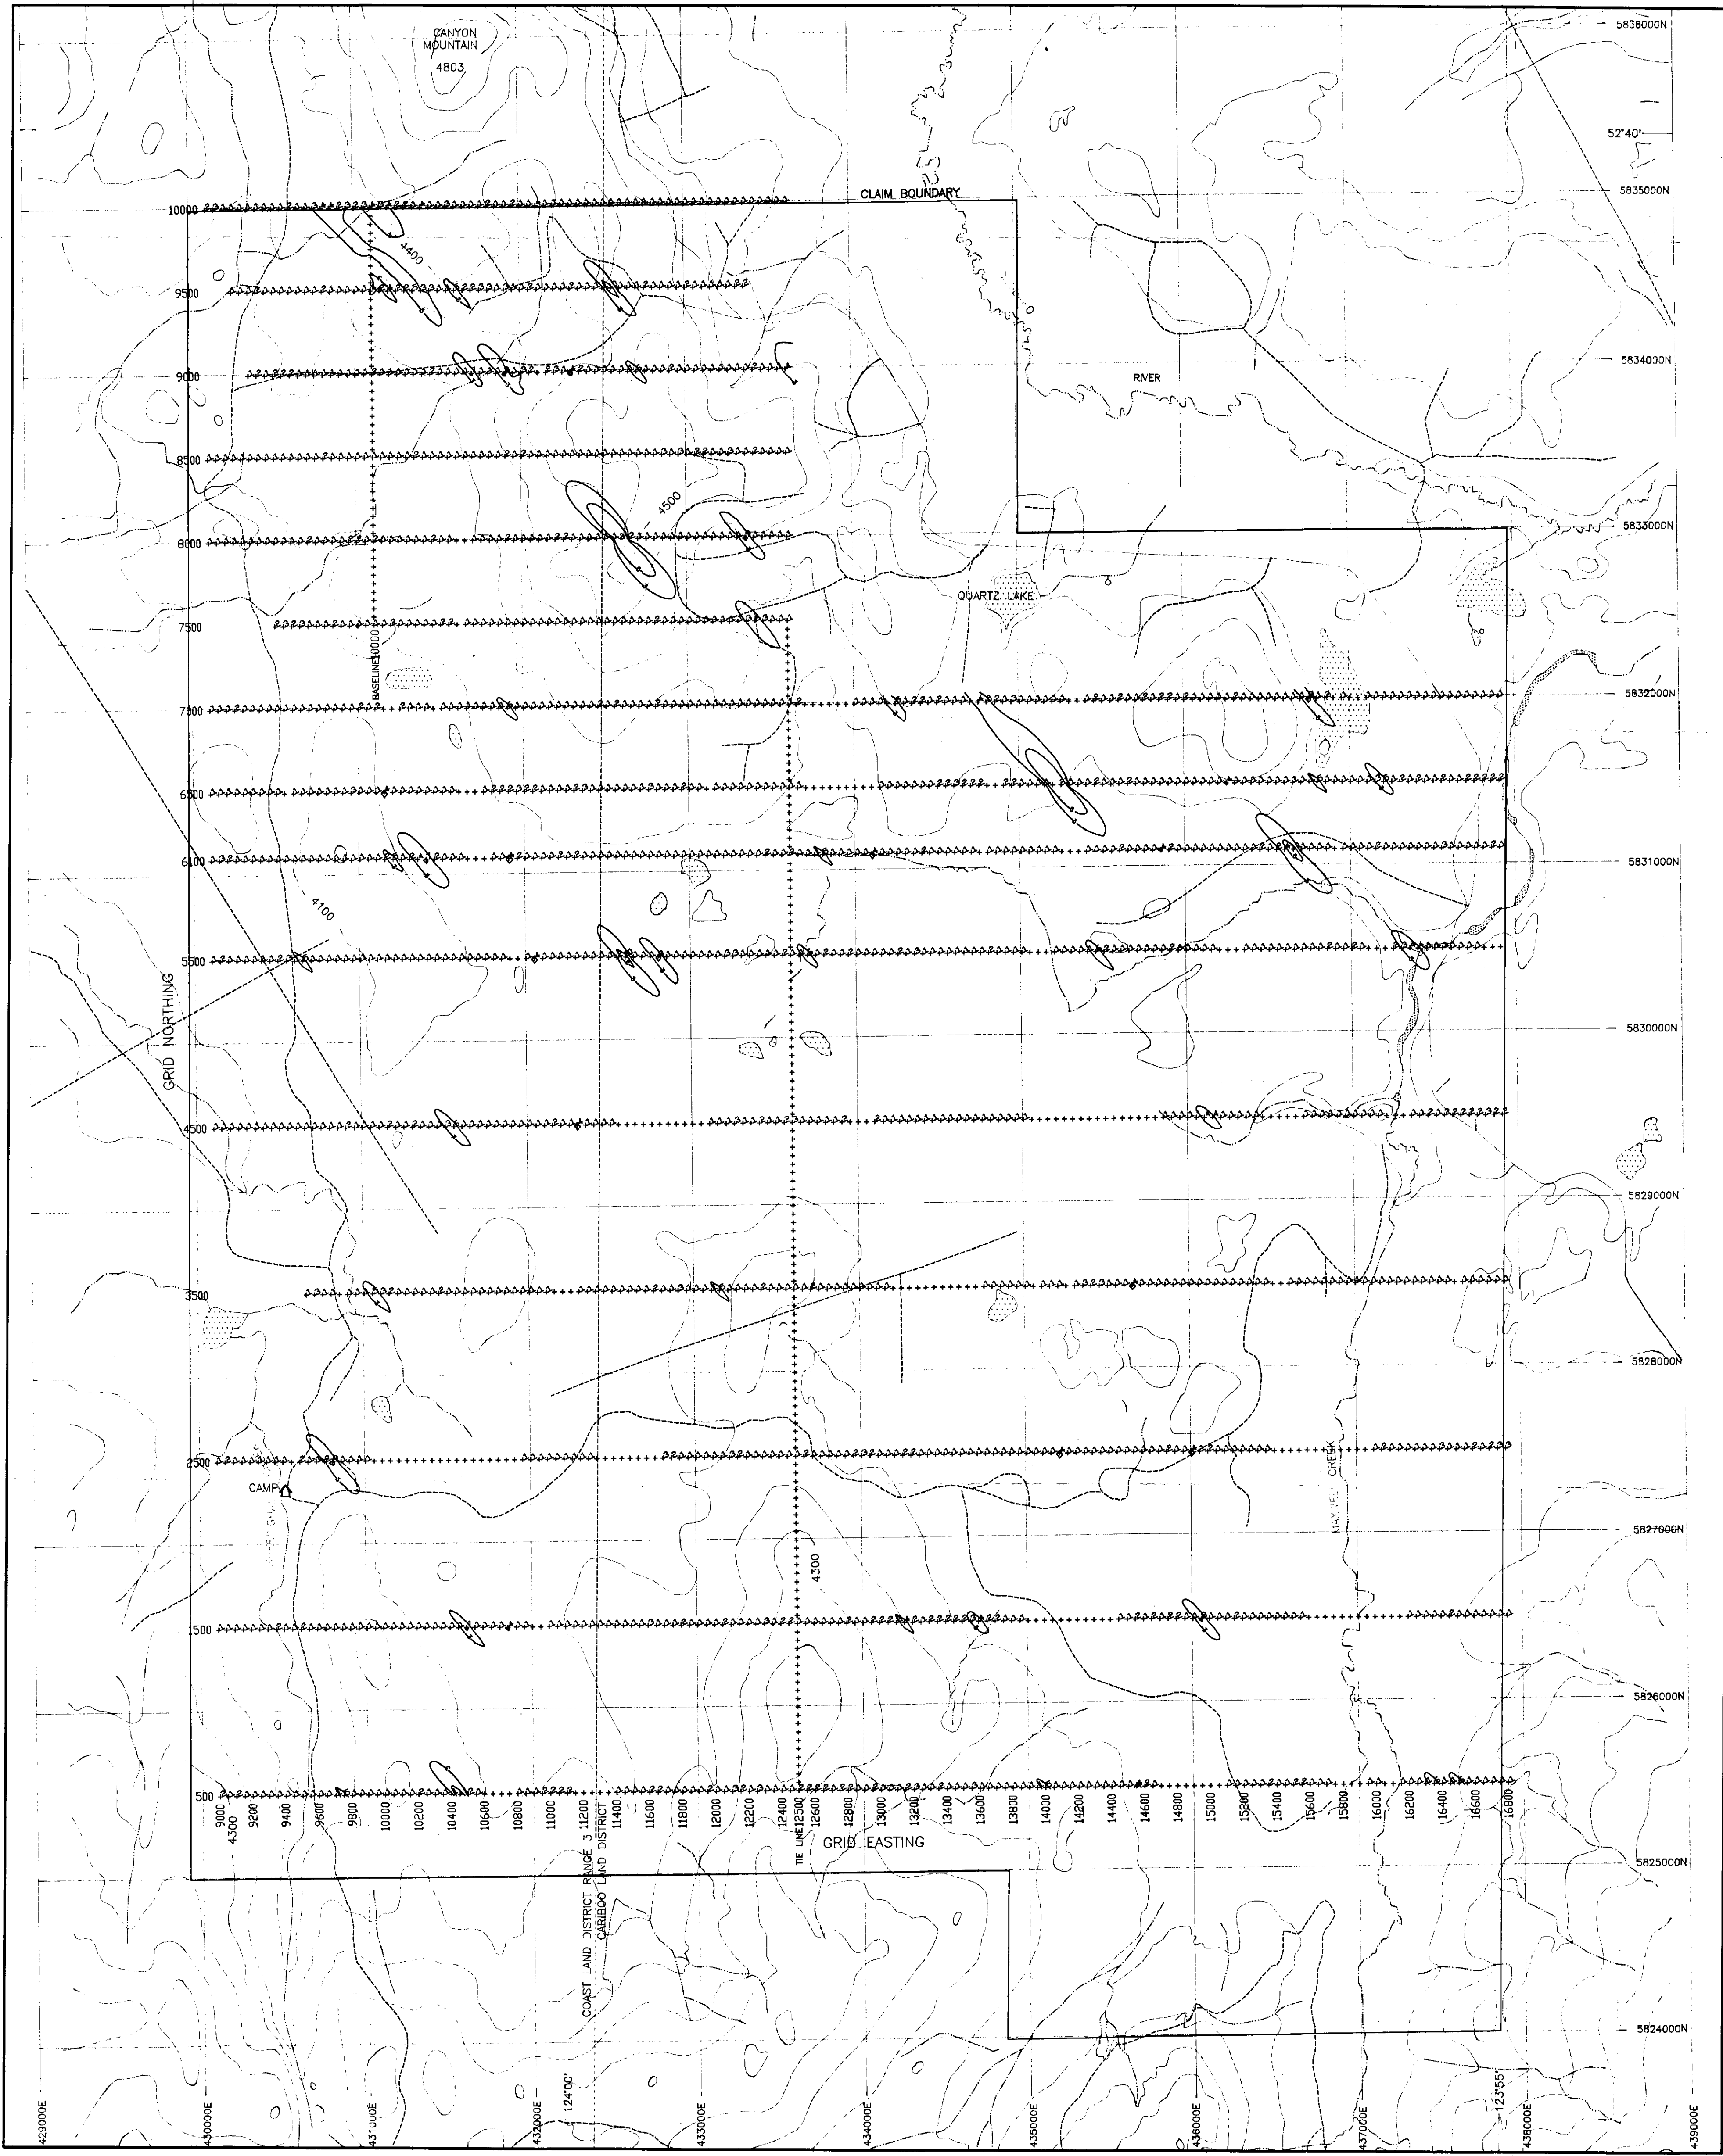 CANYON
MOUNTAIN
4803
5836000N
52°40'
5835000N
CLAIM BOUNDARY
10000
4400
9500
5834000N
9000
RIVER
8500
4500
5833000N
8000
QUARTZ LAKE
7500
BASELINE 10000
5832000N
7000
6500
5831000N
6100
4100
5500
GRID NORTHING
5830000N
4500
5829000N
3500
5828000N
2500
CAMP
5827000N
4300
1500
5826000N
500
9000
4300
9200
9400
9600
9800
10000
10200
10400
10600
10800
11000
11200
11400
11600
11800
12000
12200
12400
TIE LINE 12500
12600
12800
13000
13200
13400
13600
13800
14000
14200
14400
14600
14800
15000
15200
15400
15600
15800
16000
16200
16400
16600
16800
GRID EASTING
COAST LAND DISTRICT RANGE 3
CARIBOO LAND DISTRICT
5825000N
5824000N
124°00'
123°55'
429000E
430000E
431000E
432000E
433000E
434000E
435000E
436000E
437000E
438000E
439000E